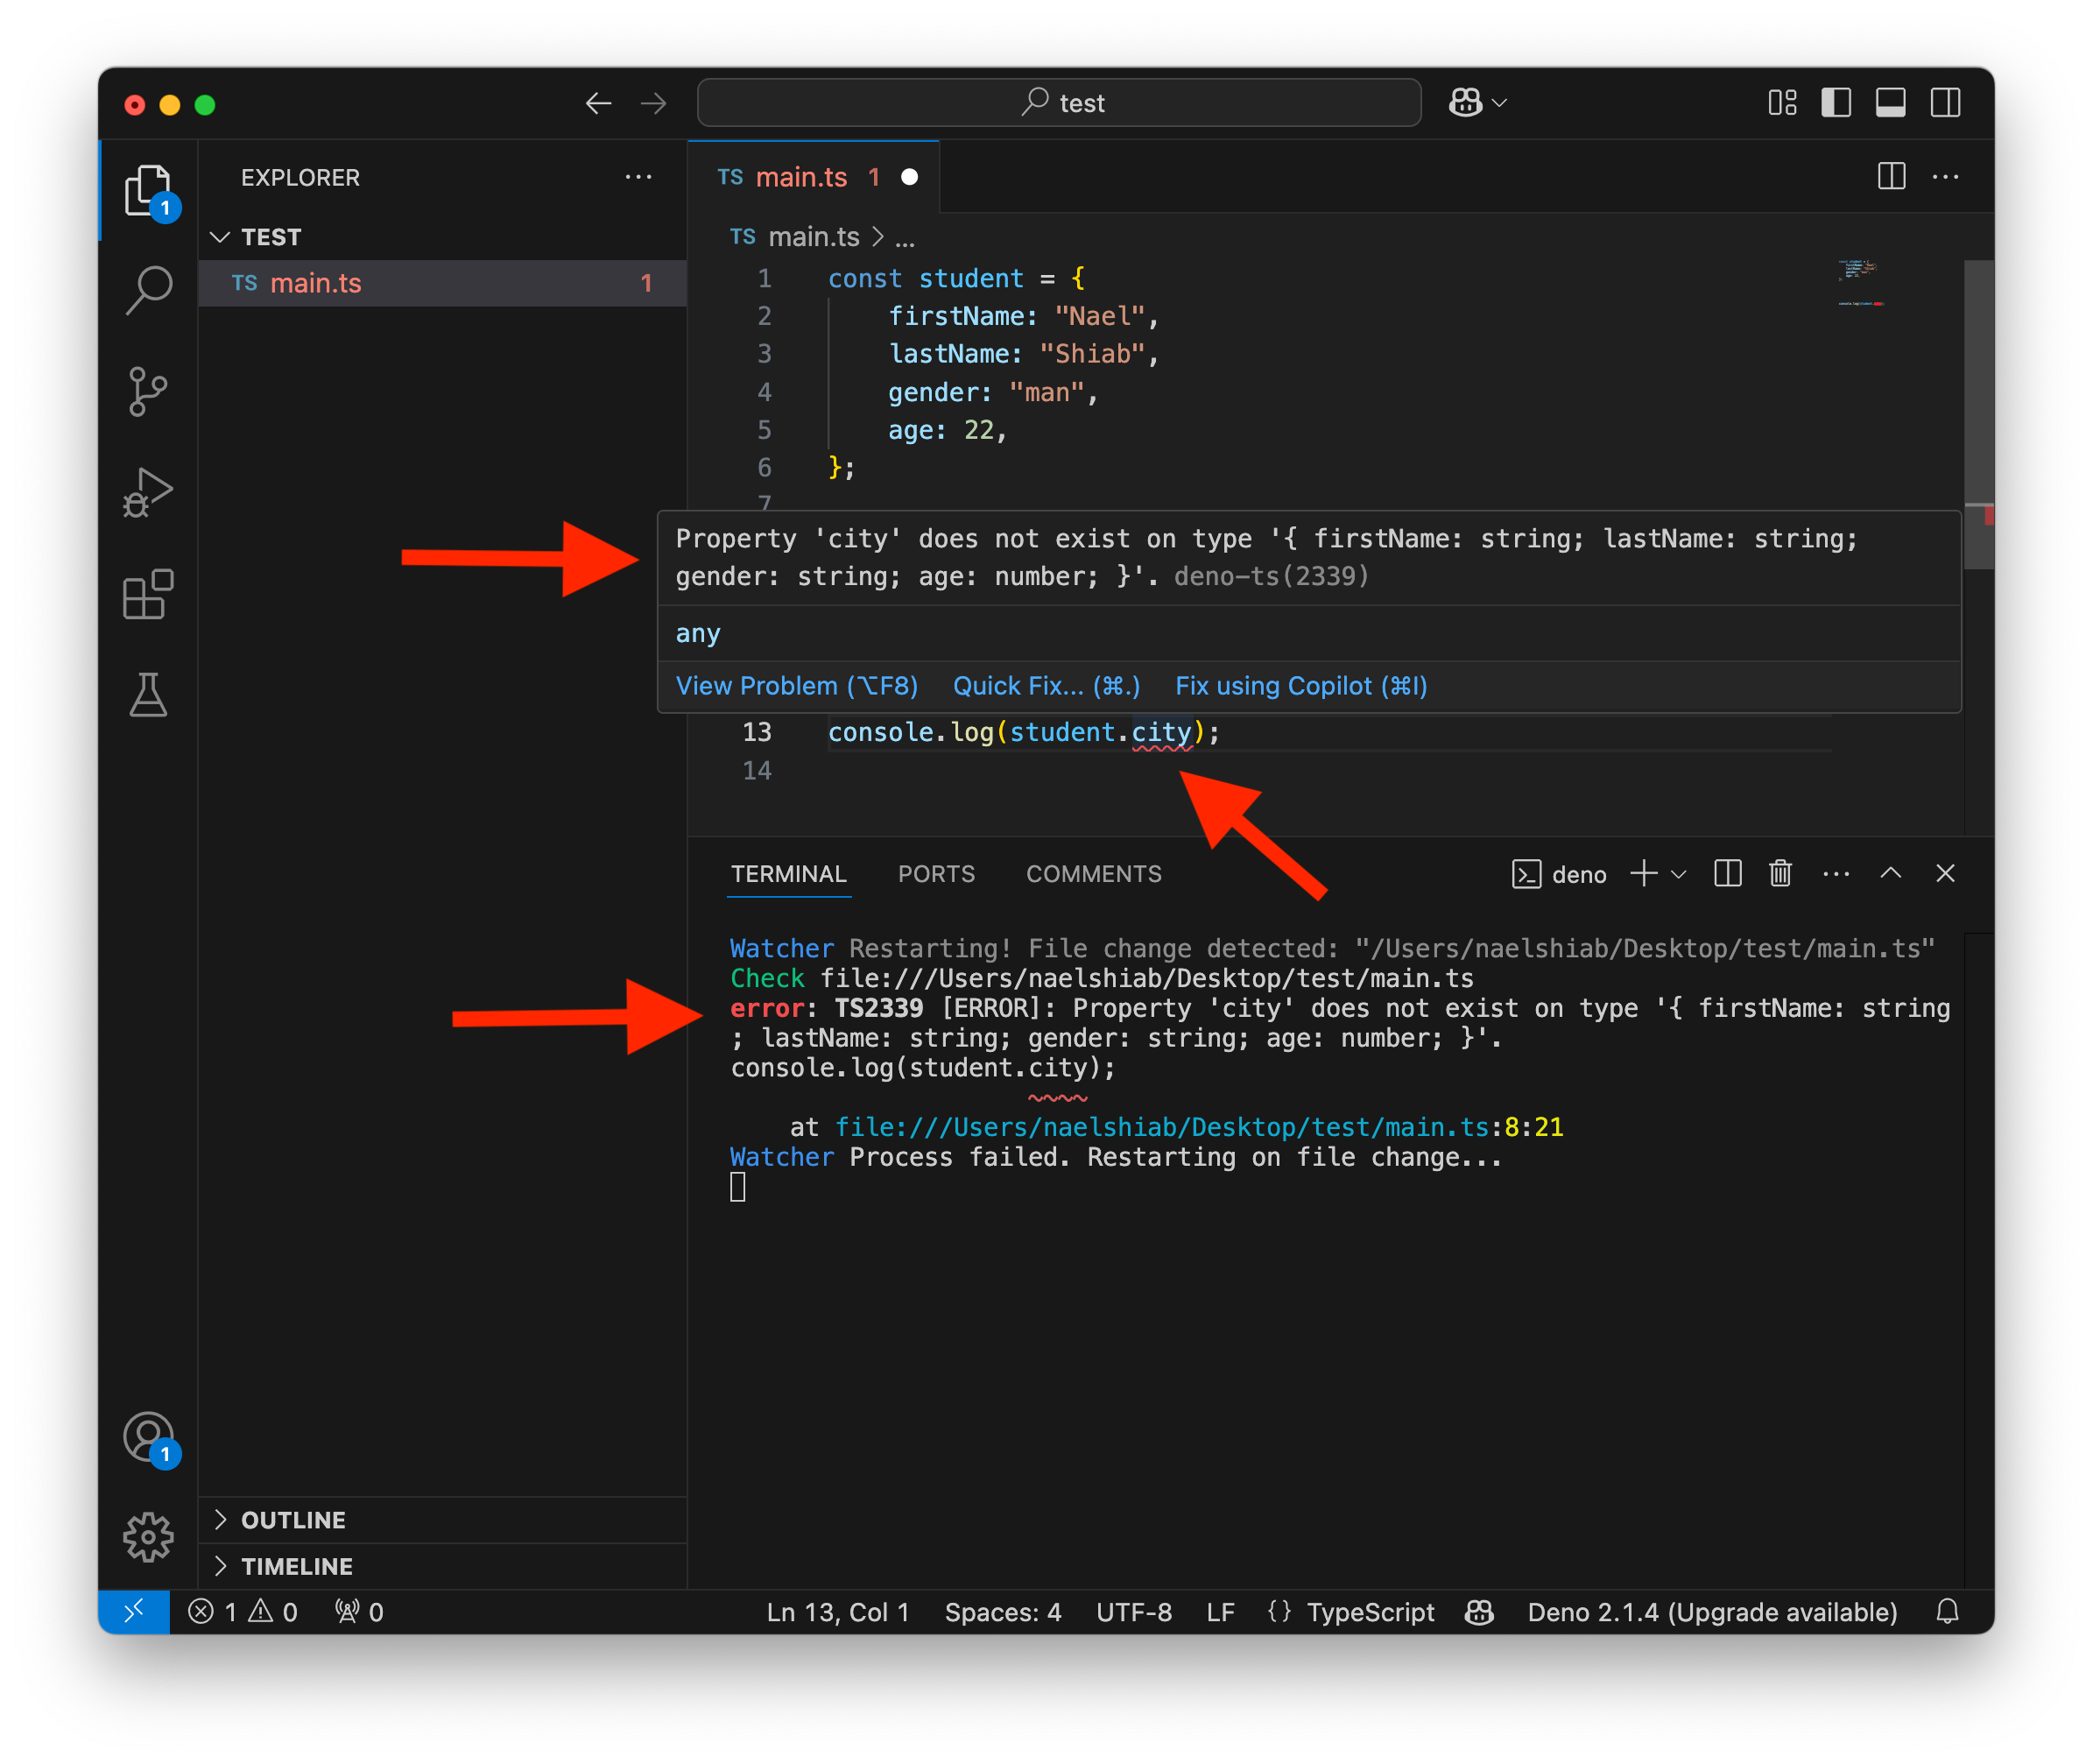 test
EXPLORER
TS main.ts 1
1
TEST
TS main.ts 1
TS main.ts > ...
1 const student = {
2 firstName: "Nael",
3 lastName: "Shiab",
4 gender: "man",
5 age: 22,
6 };
7
Property 'city' does not exist on type '{ firstName: string; lastName: string;
gender: string; age: number; }'. deno-ts(2339)
any
View Problem (⌥F8) Quick Fix... (⌘.) Fix using Copilot (⌘I)
13 console.log(student.city);
14
TERMINAL PORTS COMMENTS deno
Watcher Restarting! File change detected: "/Users/naelshiab/Desktop/test/main.ts"
Check file:///Users/naelshiab/Desktop/test/main.ts
error: TS2339 [ERROR]: Property 'city' does not exist on type '{ firstName: string
; lastName: string; gender: string; age: number; }'.
console.log(student.city);
~~~~
at file:///Users/naelshiab/Desktop/test/main.ts:8:21
Watcher Process failed. Restarting on file change...
1
OUTLINE
TIMELINE
1 0 0 Ln 13, Col 1 Spaces: 4 UTF-8 LF {} TypeScript Deno 2.1.4 (Upgrade available)